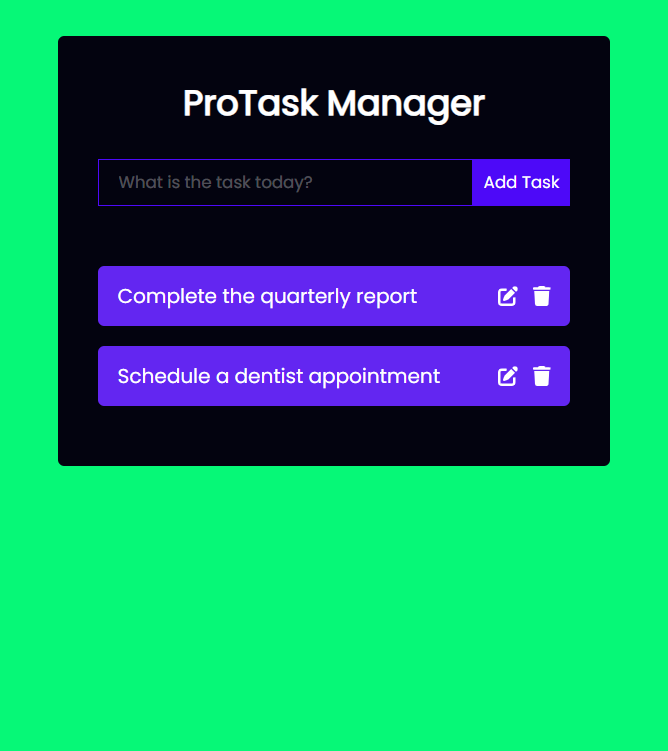 ProTask Manager
What is the task today?
Add Task
Complete the quarterly report
Schedule a dentist appointment